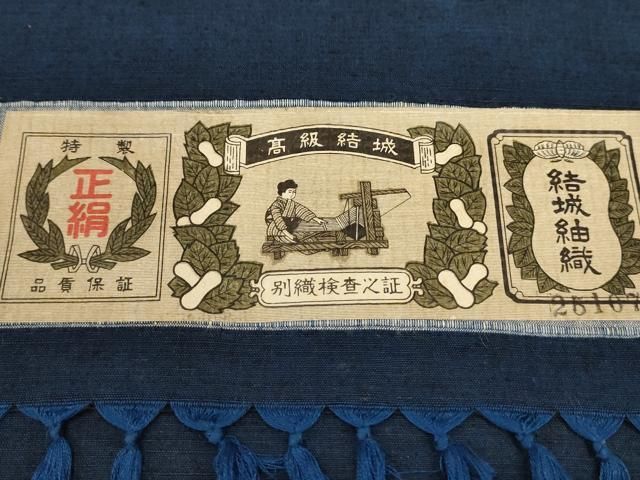 特製
正絹
品質保証
高級結城
別織検査之証
結城紬織